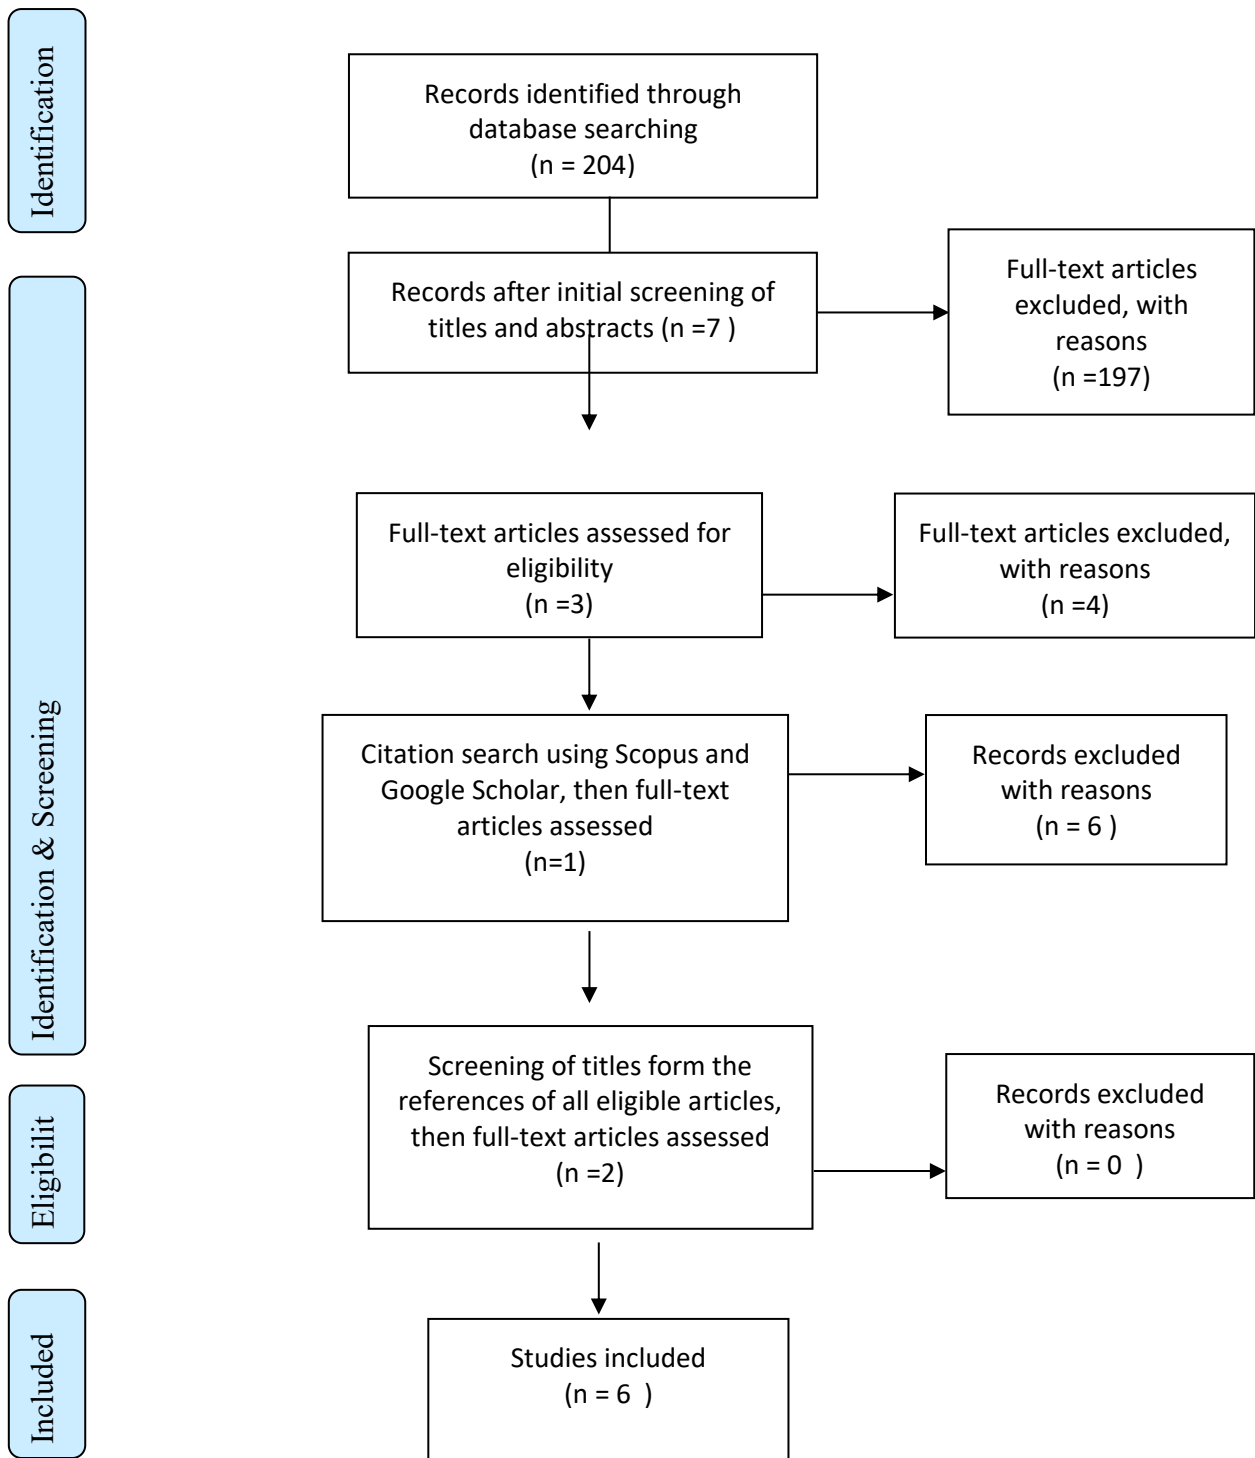 Identification
Records identified through
database searching
(n = 204)
Records after initial screening of
titles and abstracts (n =7 )
Full-text articles
excluded, with
reasons
(n =197)
Identification & Screening
Full-text articles assessed for
eligibility
(n =3)
Full-text articles excluded,
with reasons
(n =4)
Citation search using Scopus and
Google Scholar, then full-text
articles assessed
(n=1)
Records excluded
with reasons
(n = 6 )
Screening of titles form the
references of all eligible articles,
then full-text articles assessed
(n =2)
Records excluded
with reasons
(n = 0 )
Eligibilit
Included
Studies included
(n = 6 )